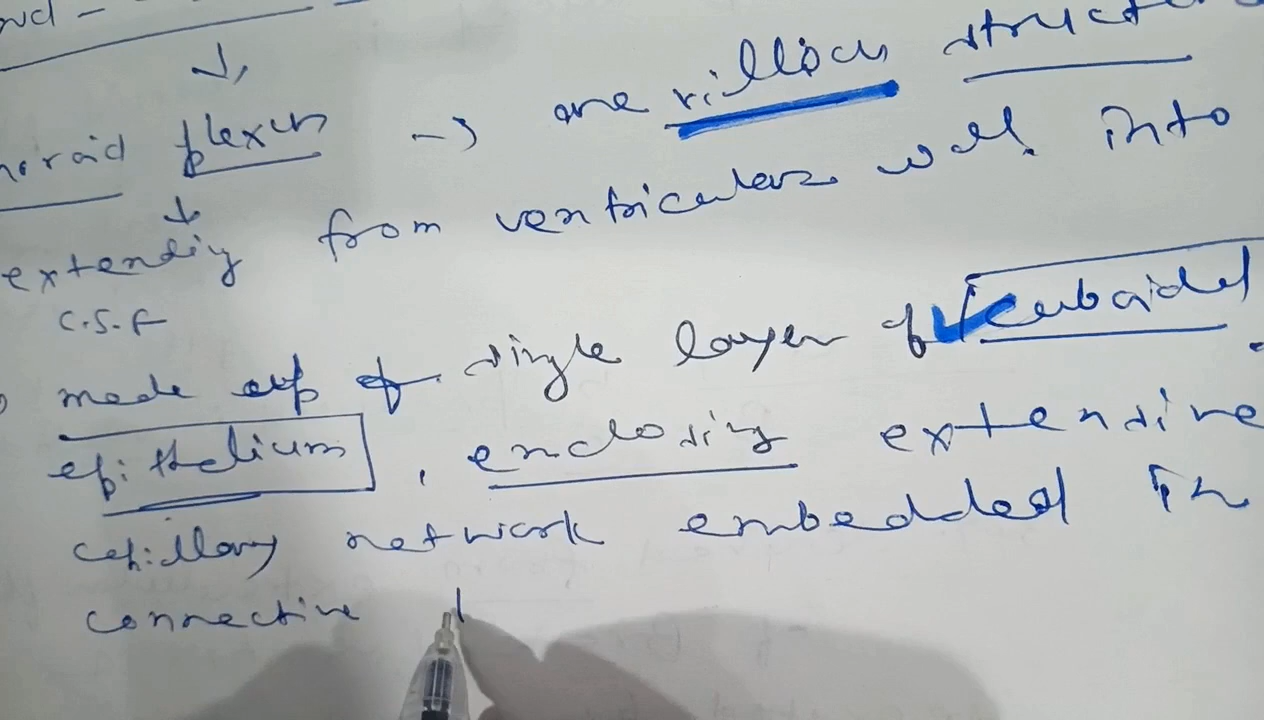 plexus → are villous
from ventricular wall into
extending
C.S.F
made up of single layer of cuboidal
epithelium, enclosing extensive
capillary network embedded in
connective